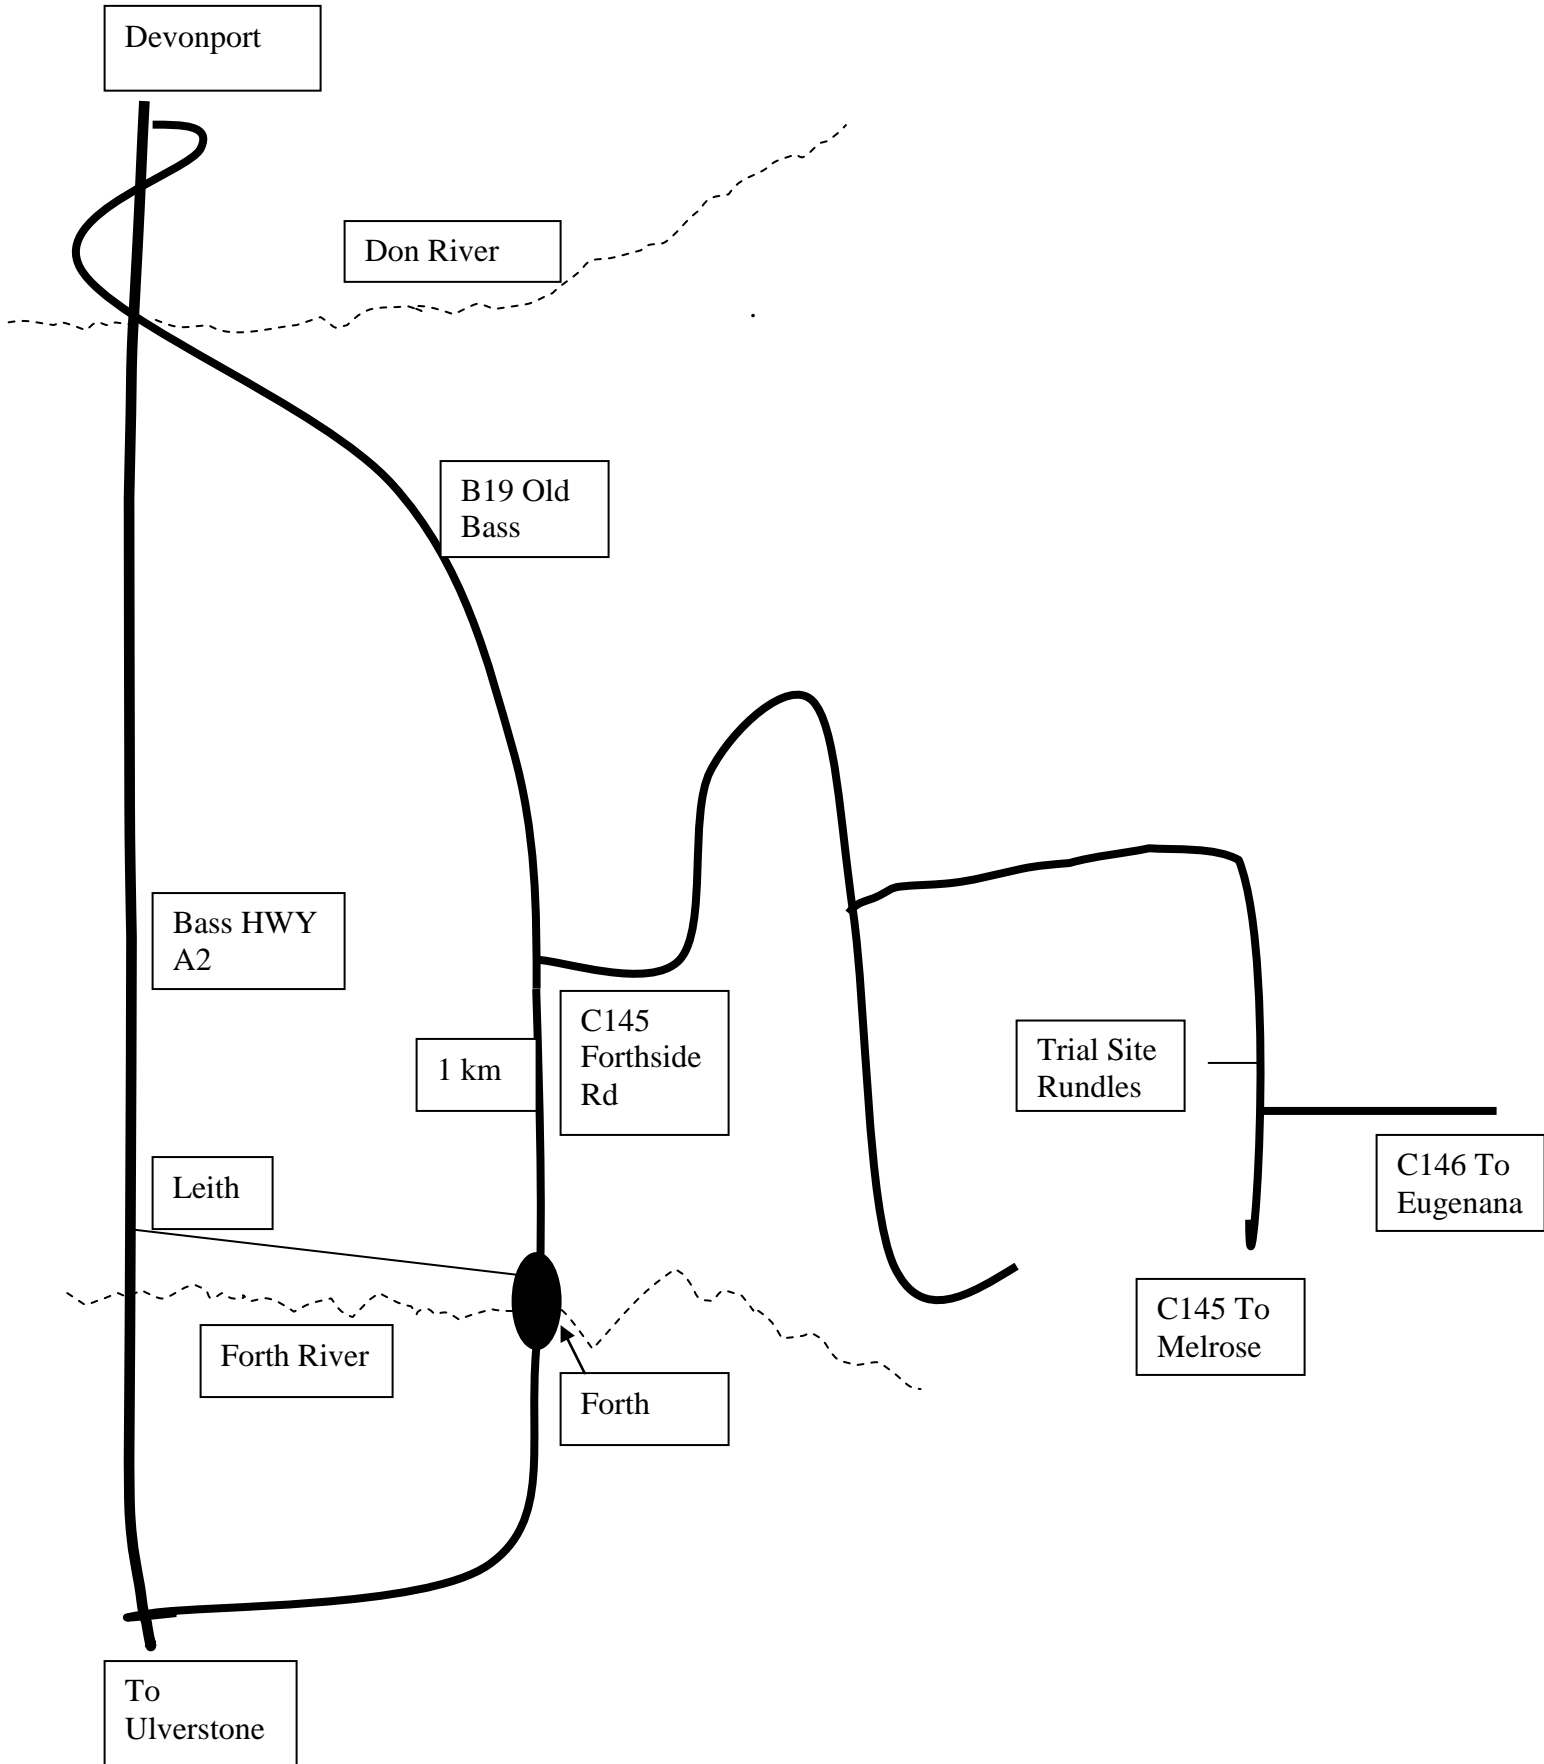 Devonport
Don River
B19 Old
Bass
Bass HWY
A2
C145
Forthside
Rd
1 km
Trial Site
Rundles
C146 To
Eugenana
Leith
C145 To
Melrose
Forth River
Forth
To
Ulverstone